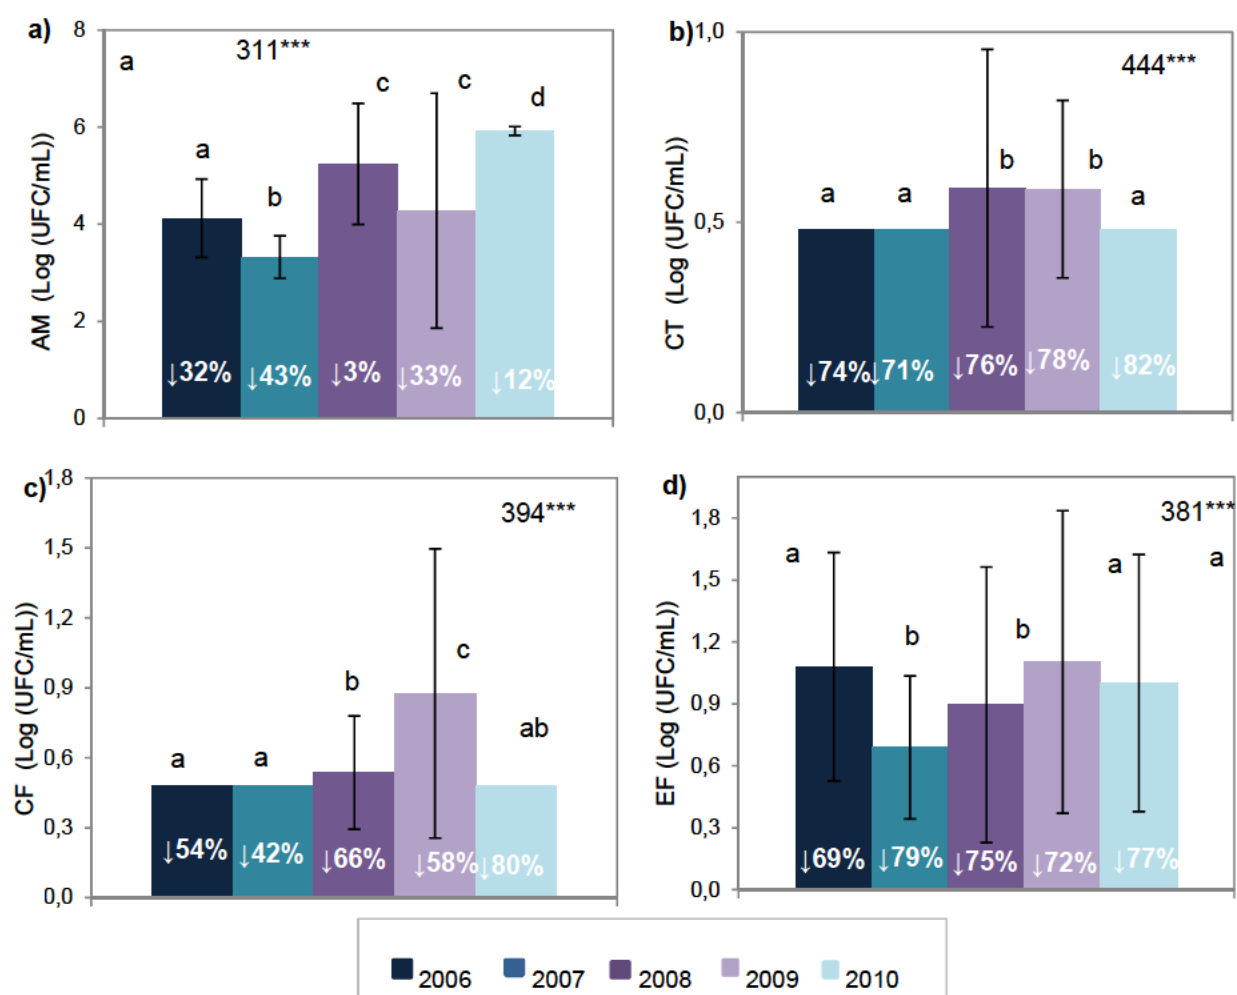 a)
8
6
4
2
0
AM (Log (UFC/mL))
311***
a
a
b
c
c
d
↓32%
↓43%
↓3%
↓33%
↓12%
b)
1,0
0,5
0,0
CT (Log (UFC/mL))
444***
a
a
b
b
a
↓74%
↓71%
↓76%
↓78%
↓82%
c)
1,8
1,5
1,2
0,9
0,6
0,3
0,0
CF (Log (UFC/mL))
394***
a
a
b
c
ab
↓54%
↓42%
↓66%
↓58%
↓80%
d)
1,8
1,5
1,2
0,9
0,6
0,3
0,0
EF (Log (UFC/mL))
381***
a
b
b
a
a
↓69%
↓79%
↓75%
↓72%
↓77%
2006 2007 2008 2009 2010